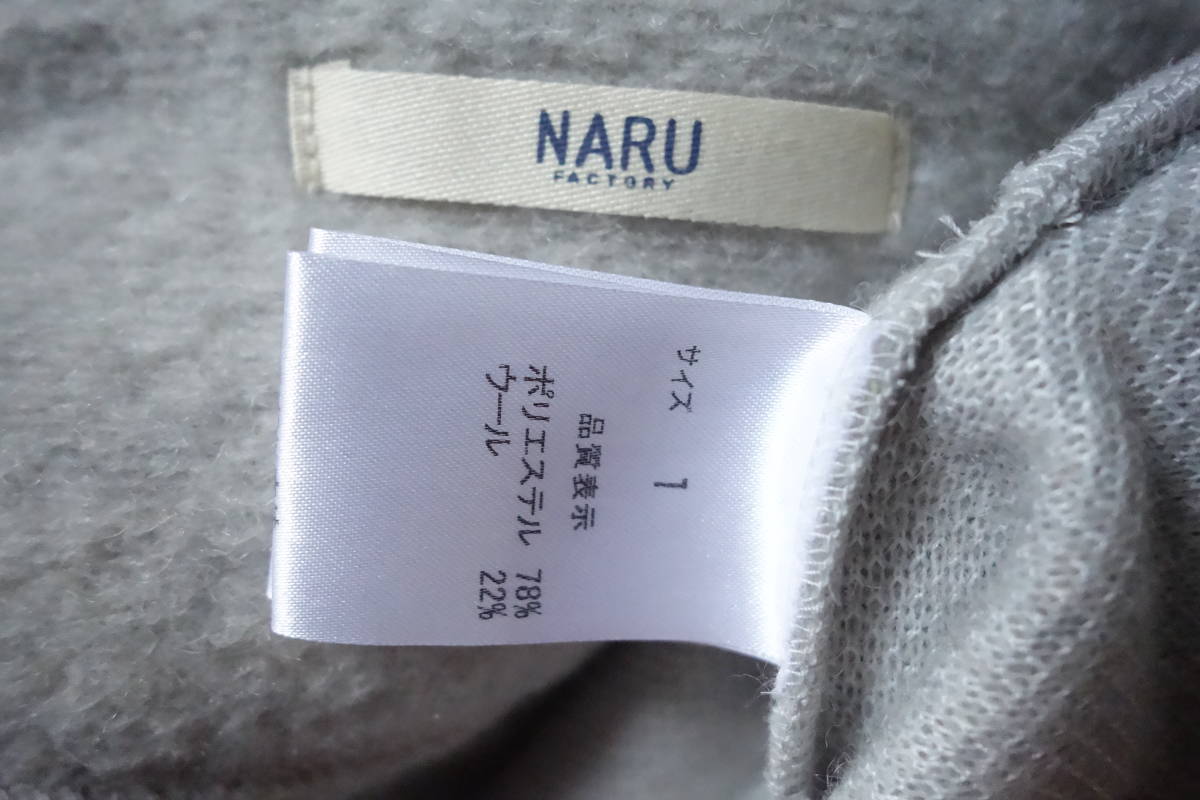 NARU
FACTORY
サイズ 1
品質表示
ポリエステル 78%
ウール 22%